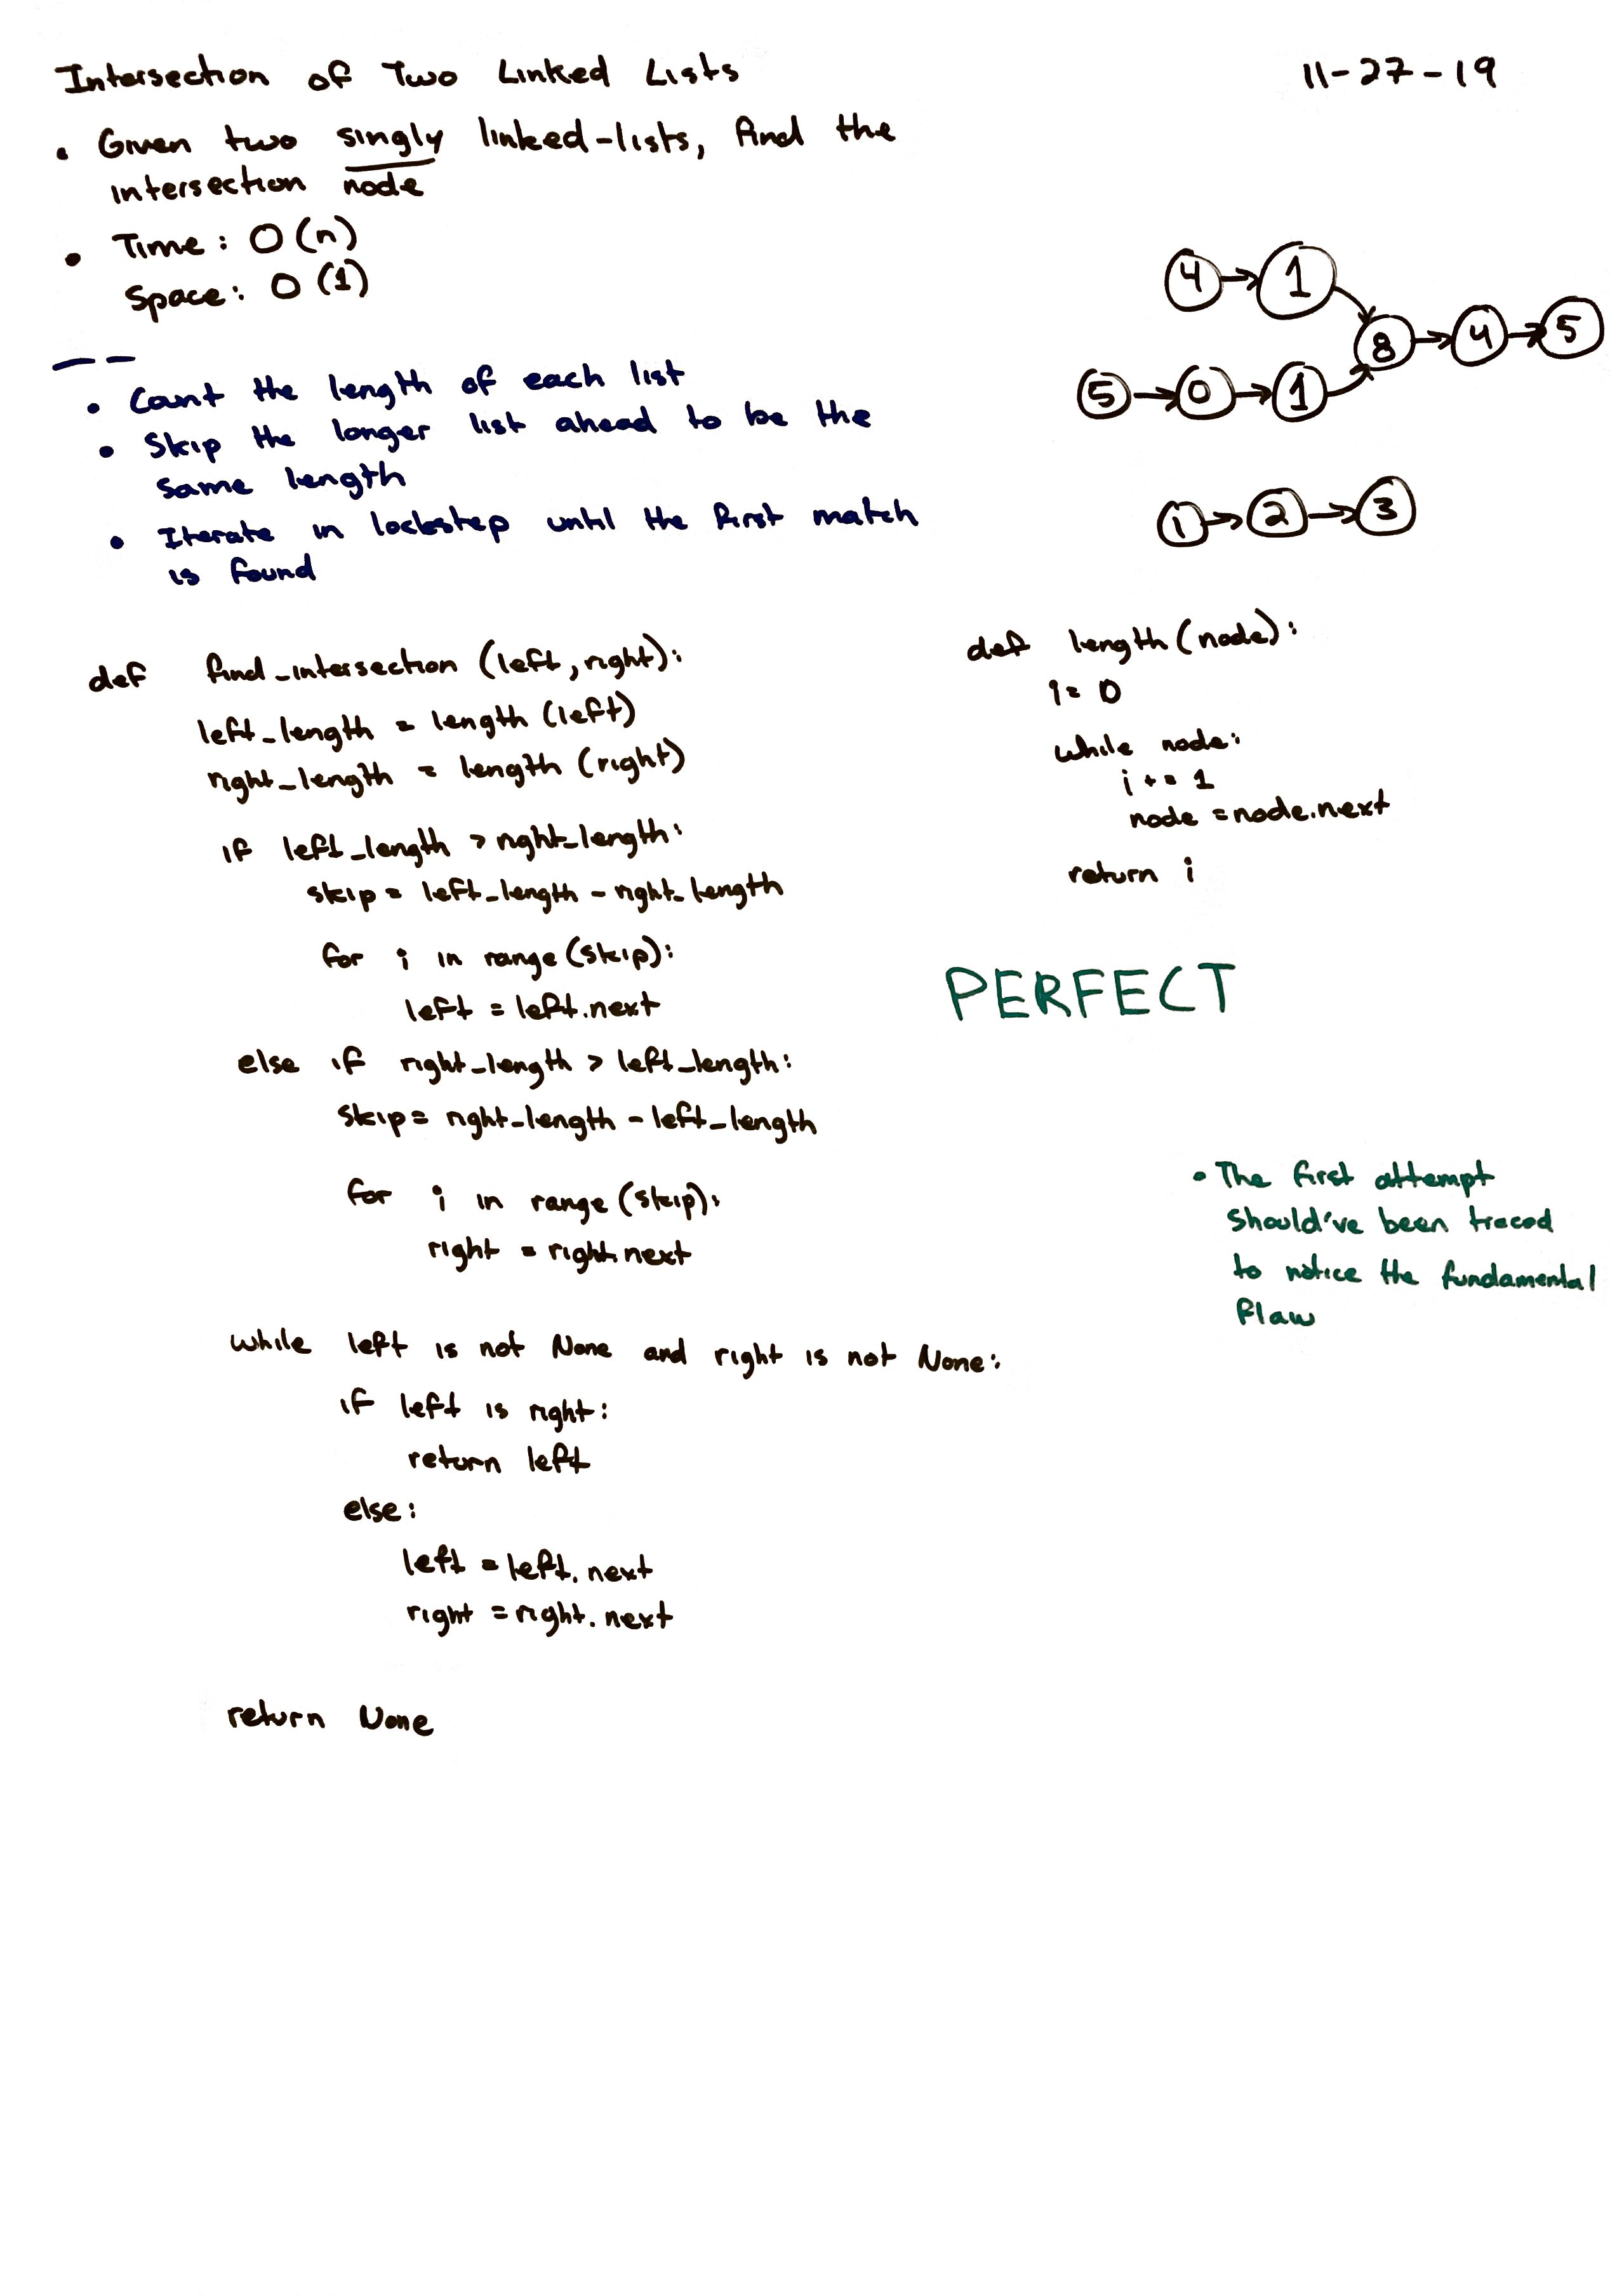 Intersection of Two Linked Lists
11-27-19
• Given two singly linked-lists, find the
intersection node
• Time: O(n)
Space: O(1)
4 → 1
8 → 4 → 5
5 → 0 → 1
1 → 2 → 3
— —
• Count the length of each list
• Skip the longer list ahead to be the
same length
• Iterate in lockstep until the first match
is found
def find_intersection (left, right):
left_length = length (left)
right_length = length (right)
if left_length > right_length:
skip = left_length - right_length
for i in range (skip):
left = left.next
else if right_length > left_length:
skip = right_length - left_length
for i in range (skip):
right = right.next
while left is not None and right is not None:
if left is right:
return left
else:
left = left.next
right = right.next
return None
def length (node):
i = 0
while node:
i += 1
node = node.next
return i
PERFECT
• The first attempt
should've been traced
to notice the fundamental
flaw